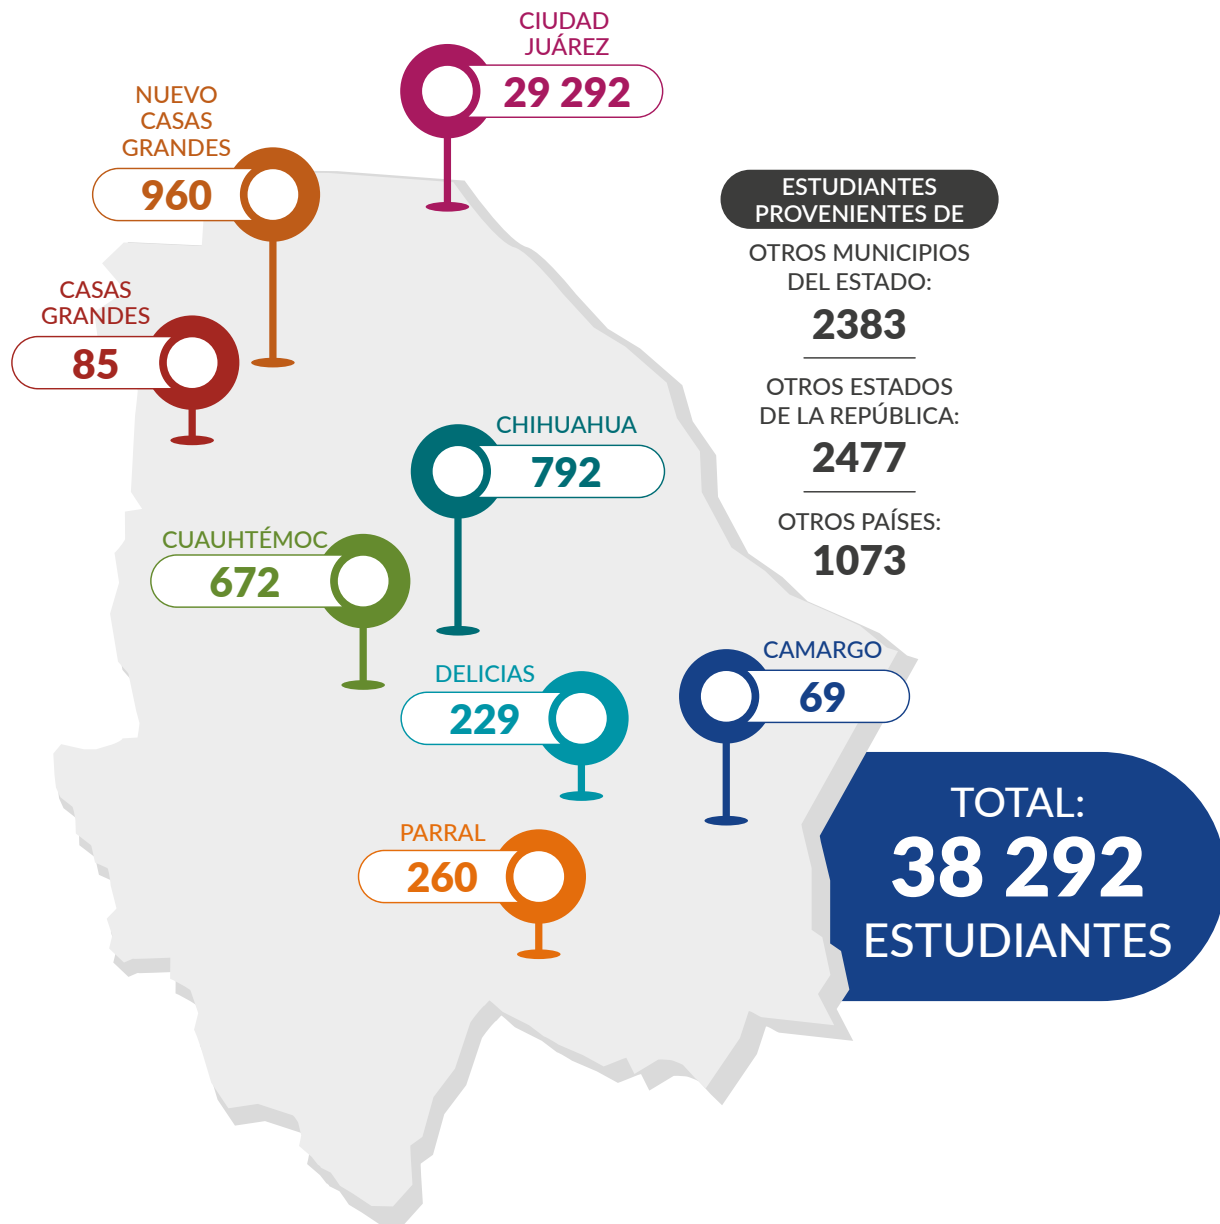 CIUDAD
JUÁREZ
29 292
NUEVO
CASAS
GRANDES
960
CASAS
GRANDES
85
CHIHUAHUA
792
CUAUHTÉMOC
672
DELICIAS
229
CAMARGO
69
PARRAL
260
ESTUDIANTES
PROVENIENTES DE
OTROS MUNICIPIOS
DEL ESTADO:
2383
OTROS ESTADOS
DE LA REPÚBLICA:
2477
OTROS PAÍSES:
1073
TOTAL:
38 292
ESTUDIANTES